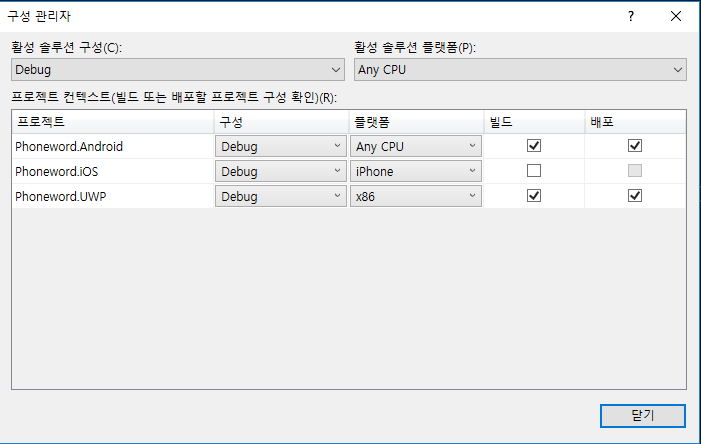 구성 관리자
활성 솔루션 구성(C): 활성 솔루션 플랫폼(P):
Debug Any CPU
프로젝트 컨텍스트(빌드 또는 배포할 프로젝트 구성 확인)(R):
프로젝트 구성 플랫폼 빌드 배포
Phoneword.Android Debug Any CPU
Phoneword.iOS Debug iPhone
Phoneword.UWP Debug x86
닫기